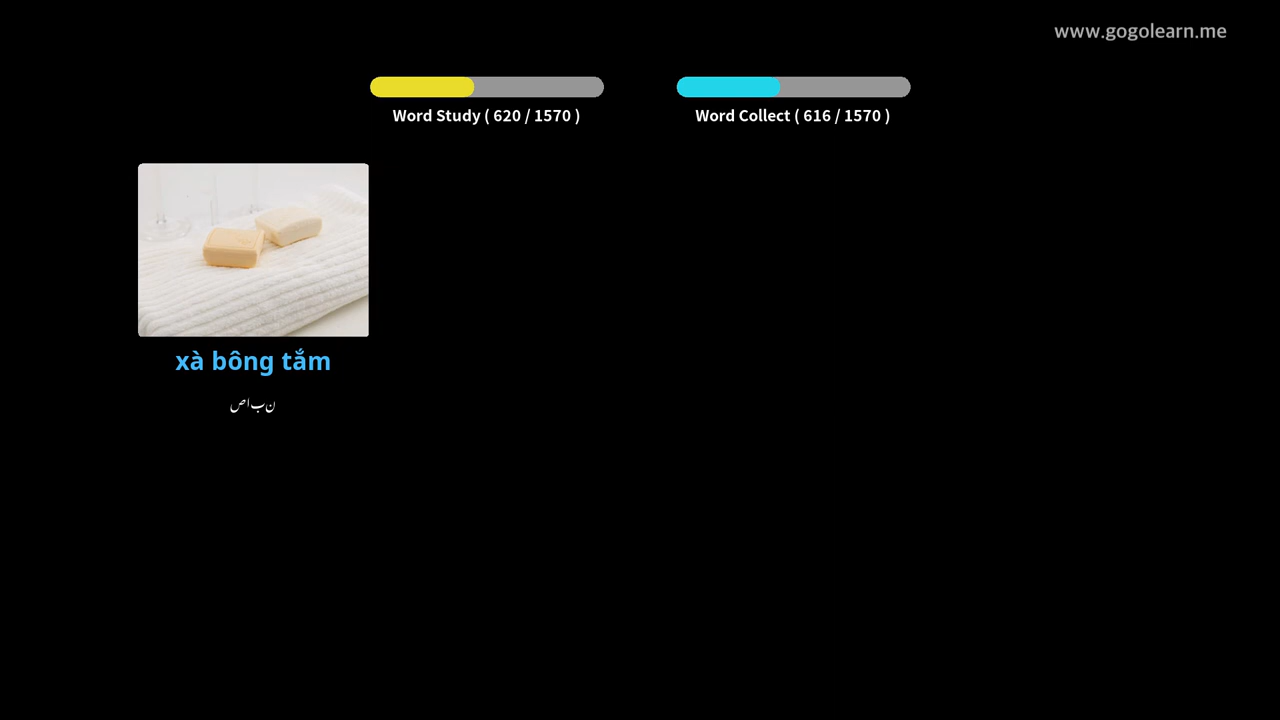 www.gogolearn.me
Word Study ( 620 / 1570 )
Word Collect ( 616 / 1570 )
xà bông tắm
صابن